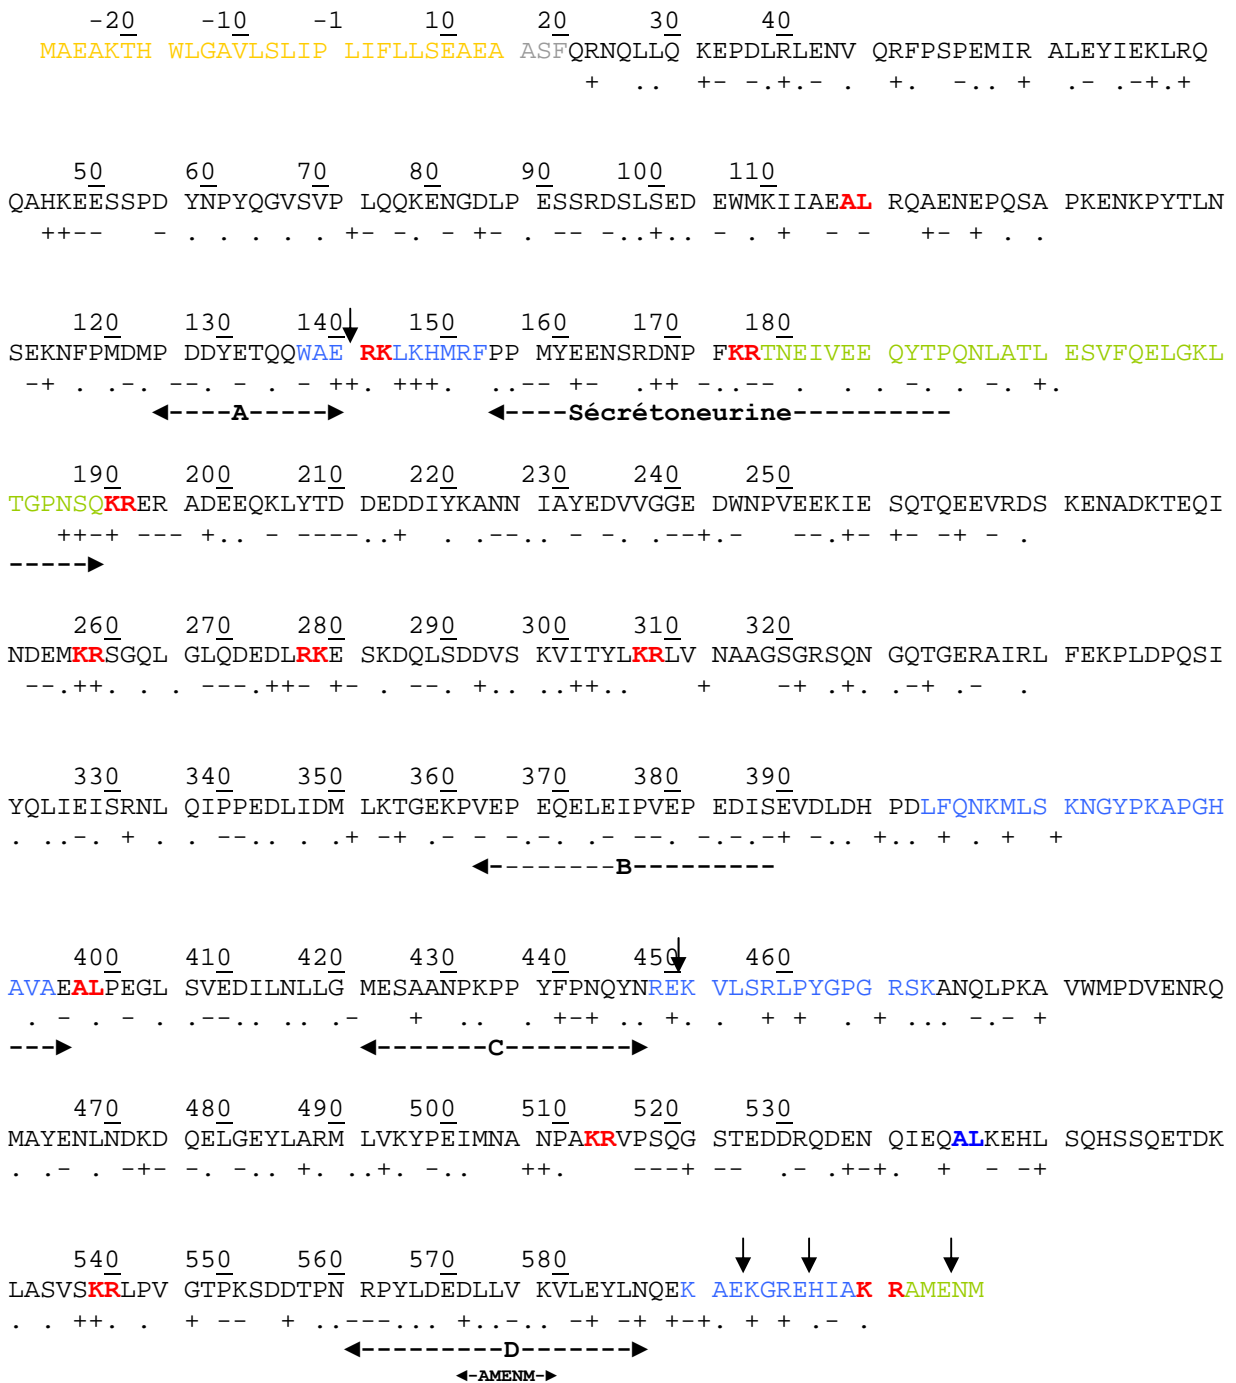 -20 -10 -1 10 20 30 40
MAEAKTH WLGAVLSLIP LIFLLSEAEA ASFQRNQLLQ KEPDLRLENV QRFPSPEMIR ALEYIEKLRQ
+ .. +- -.+.- . +. -.. + .- .-+.+
50 60 70 80 90 100 110
QAHKEESSPD YNPYQGVSVP LQQKENGDLP ESSRDSLSED EWMKIIAEAL RQAENEPQSA PKENKPYTLN
++-- - . . . . . +- -. - +- . -- -..+.. - . + - - +- + . .
120 130 140 150 160 170 180
SEKNFPMDMP DDYETQQWAE RKLKHMRFPP MYEENSRDNP FKRTNEIVEE QYTPQNLATL ESVFQELGKL
-+ . .-. --. - . - ++. +++. ..-- +- .++ -..-- . . . - . -. +.
◄----A-----► ◄----Sécrétoneurine----------
190 200 210 220 230 240 250
TGPNSQKRER ADEEQKLYTD DEDDIYKANN IAYEDVVGGE DWNPVEEKIE SQTQEEVRDS KENADKTEQI
++-+ --- +.. - ----..+ . .--.. - -. .--+.- --.+- +- -+ - .
-----►
260 270 280 290 300 310 320
NDEMKRSGQL GLQDEDLRKE SKDQLSDDVS KVITYLKRLV NAAGSGRSQN GQTGERAIRL FEKPLDPQSI
--.++. . . ---.++- +- . --. +.. ..++.. + -+ .+. .-+ .- .
330 340 350 360 370 380 390
YQLIEISRNL QIPPEDLIDM LKTGEKPVEP EQELEIPVEP EDISEVDLDH PDLFQNKMLS KNGYPKAPGH
. ..-. + . . --.. . .+ -+ .- - - -.-. - --. -.-.-+ -.. +.. + . + +
◄---------B---------
400 410 420 430 440 450 460
AVAEALPEGL SVEDILNLLG MESAANPKPP YFPNQYNREK VLSRLPYGPG RSKANQLPKA VWMPDVENRQ
. - . - . .--.. .. .- + .. . +-+ .. +. . + + . + ... -.- +
---► ◄-------C--------►
470 480 490 500 510 520 530
MAYENLNDKD QELGEYLARM LVKYPEIMNA NPAKRVPSQG STEDDRQDEN QIEQALKEHL SQHSSQETDK
. .- - -+- -. - .. + . ..+. -.. ++. ---+ -- .- .+-+. + - -+
540 550 560 570 580
LASVSKRLPV GTPKSDDTPN RPYLDEDLLV KVLEYLNQEK AEKGREHIAK RAMENM
. . ++. . + -- + ..---. +..-.. -+ -+ +-+. + + .- .
◄---------D-------►
◄-AMENM-►